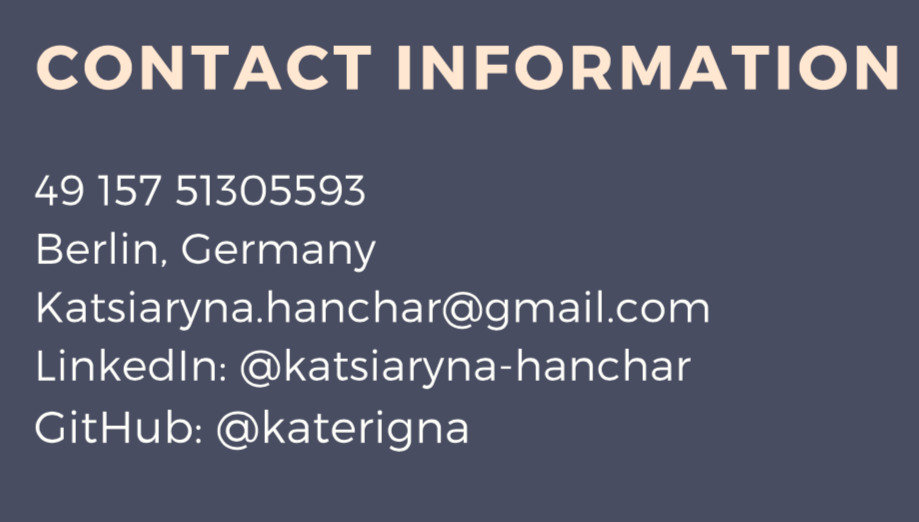 CONTACT INFORMATION
49 157 51305593
Berlin, Germany
Katsiaryna.hanchar@gmail.com
LinkedIn: @katsiaryna-hanchar
GitHub: @katerigna